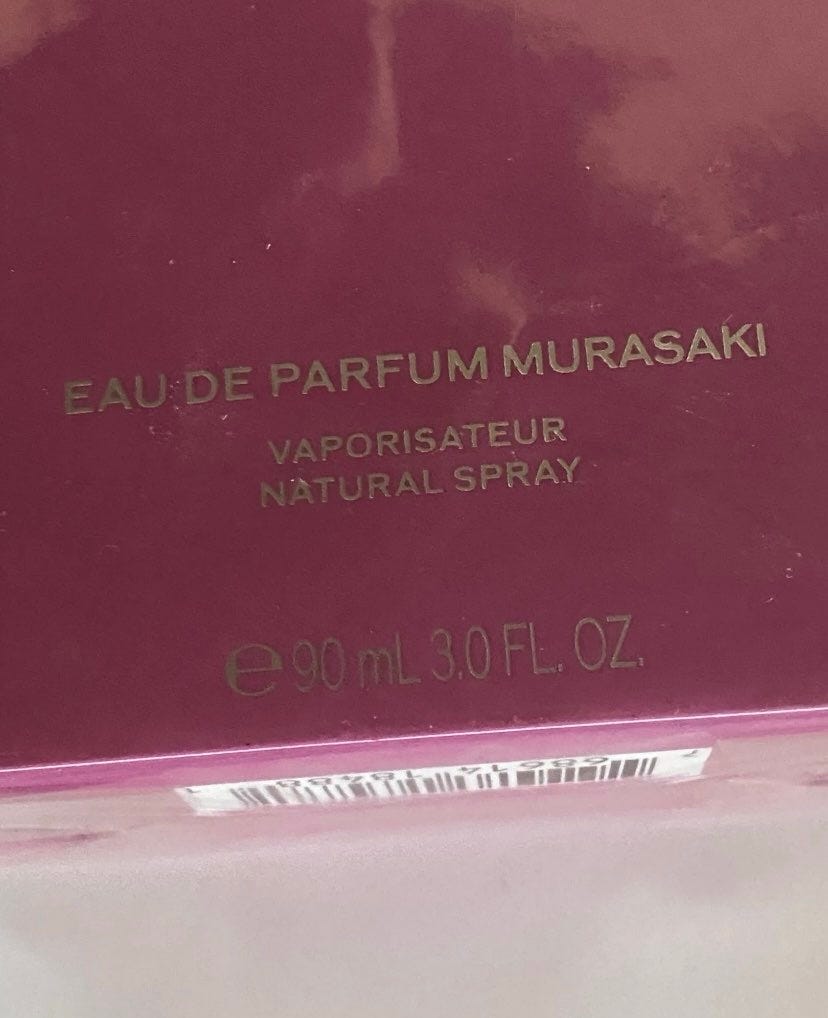 EAU DE PARFUM MURASAKI
VAPORISATEUR
NATURAL SPRAY
℮ 90 mL 3.0 FL. OZ.